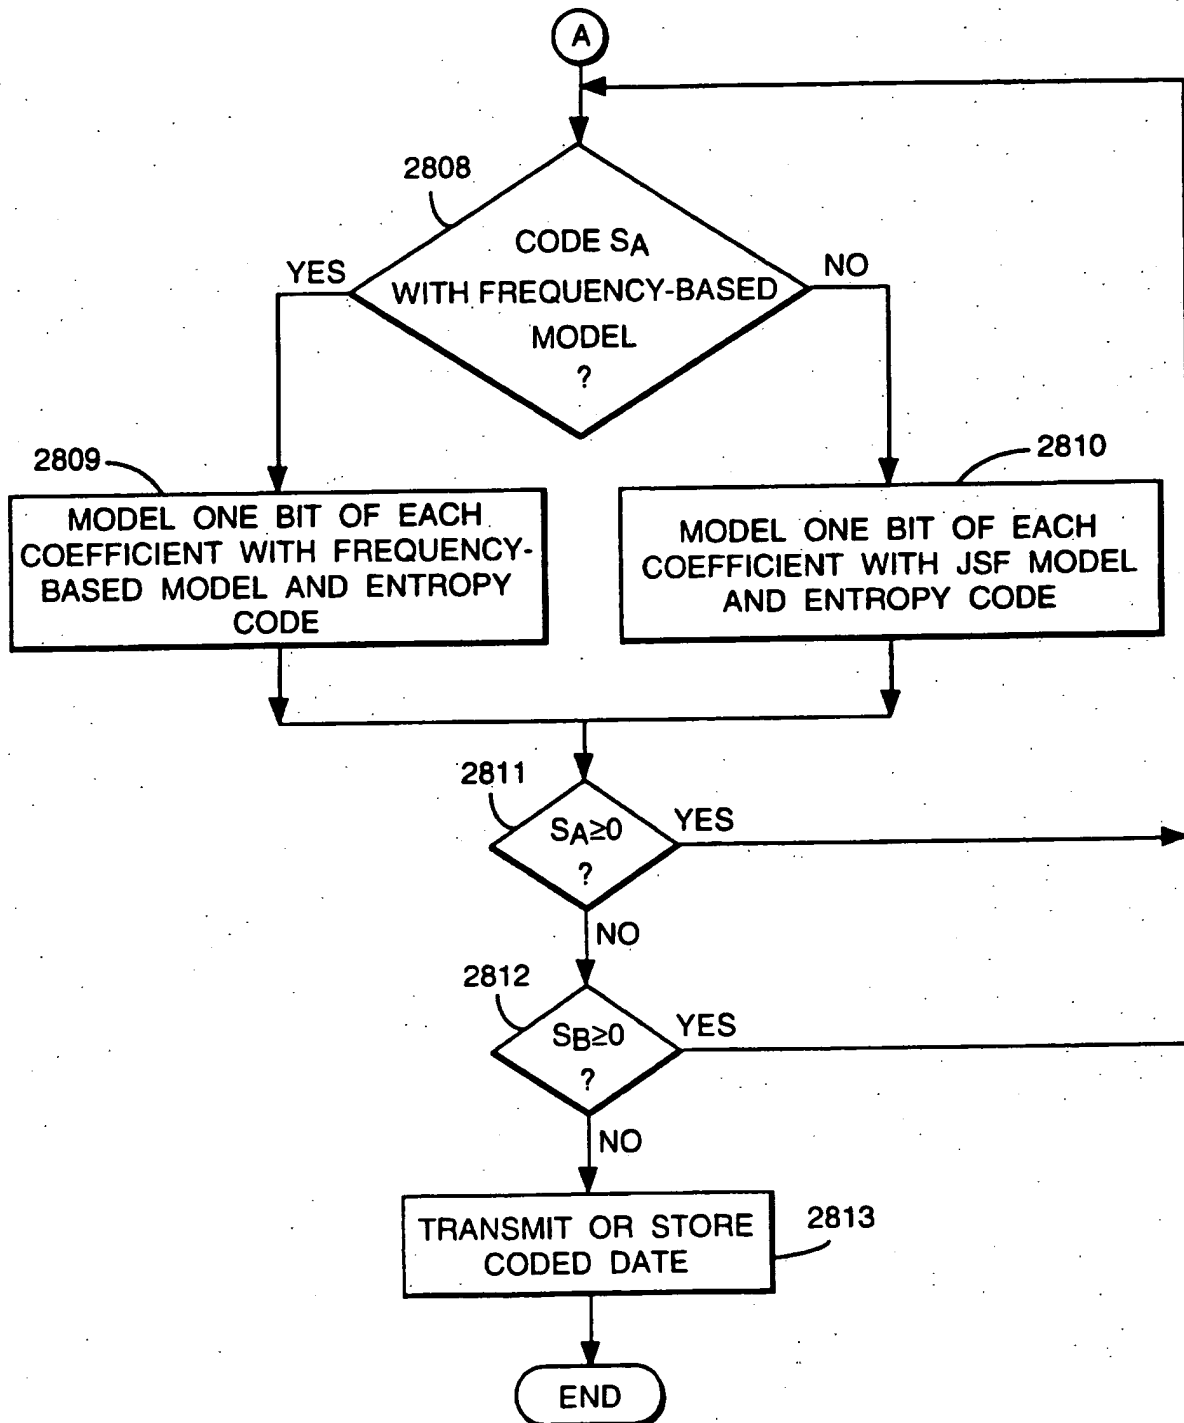 A
2808
CODE SA
WITH FREQUENCY-BASED
MODEL
?
YES
NO
2809
2810
MODEL ONE BIT OF EACH
COEFFICIENT WITH FREQUENCY-
BASED MODEL AND ENTROPY
CODE
MODEL ONE BIT OF EACH
COEFFICIENT WITH JSF MODEL
AND ENTROPY CODE
2811
SA≥0
?
YES
NO
2812
SB≥0
?
YES
NO
TRANSMIT OR STORE
CODED DATE
2813
END